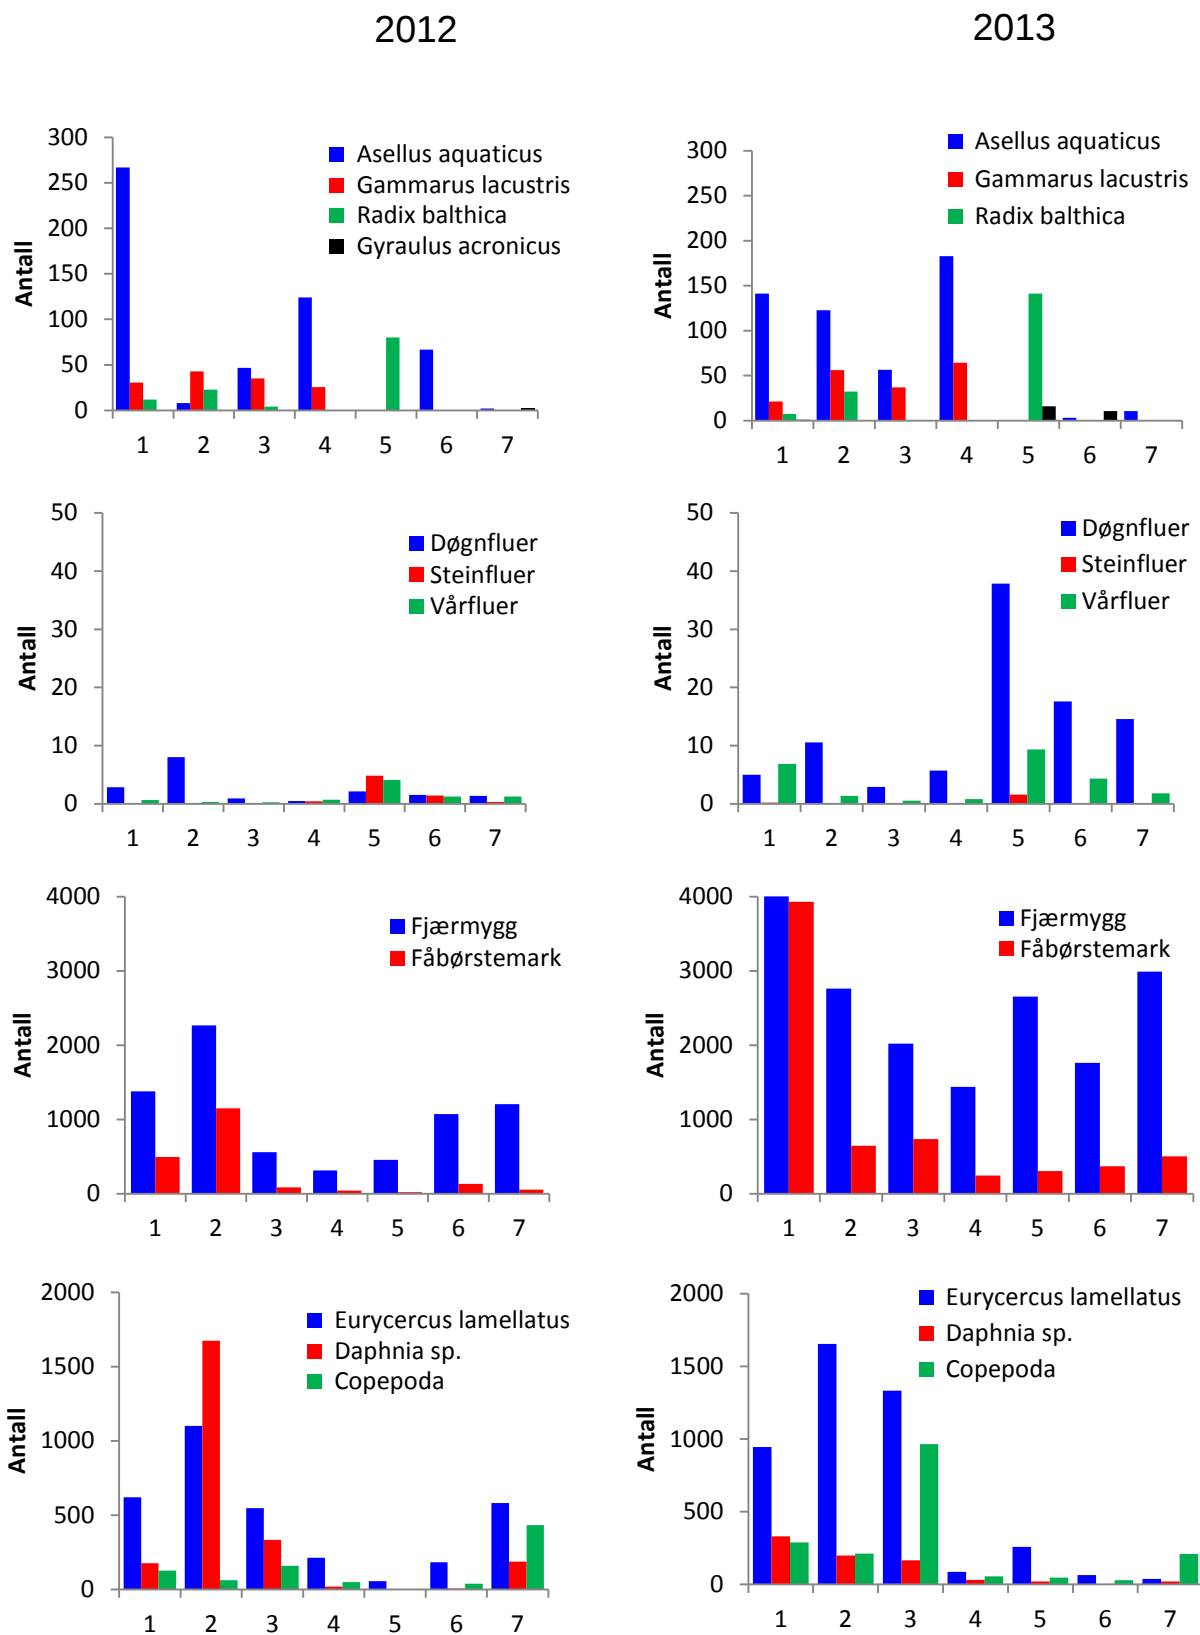 2012
2013
300
250
200
150
100
50
0
Antall
1 2 3 4 5 6 7
Asellus aquaticus
Gammarus lacustris
Radix balthica
Gyraulus acronicus
300
250
200
150
100
50
0
Antall
1 2 3 4 5 6 7
Asellus aquaticus
Gammarus lacustris
Radix balthica
50
40
30
20
10
0
Antall
1 2 3 4 5 6 7
Døgnfluer
Steinfluer
Vårfluer
50
40
30
20
10
0
Antall
1 2 3 4 5 6 7
Døgnfluer
Steinfluer
Vårfluer
4000
3000
2000
1000
0
Antall
1 2 3 4 5 6 7
Fjærmygg
Fåbørstemark
4000
3000
2000
1000
0
Antall
1 2 3 4 5 6 7
Fjærmygg
Fåbørstemark
2000
1500
1000
500
0
Antall
1 2 3 4 5 6 7
Eurycercus lamellatus
Daphnia sp.
Copepoda
2000
1500
1000
500
0
Antall
1 2 3 4 5 6 7
Eurycercus lamellatus
Daphnia sp.
Copepoda